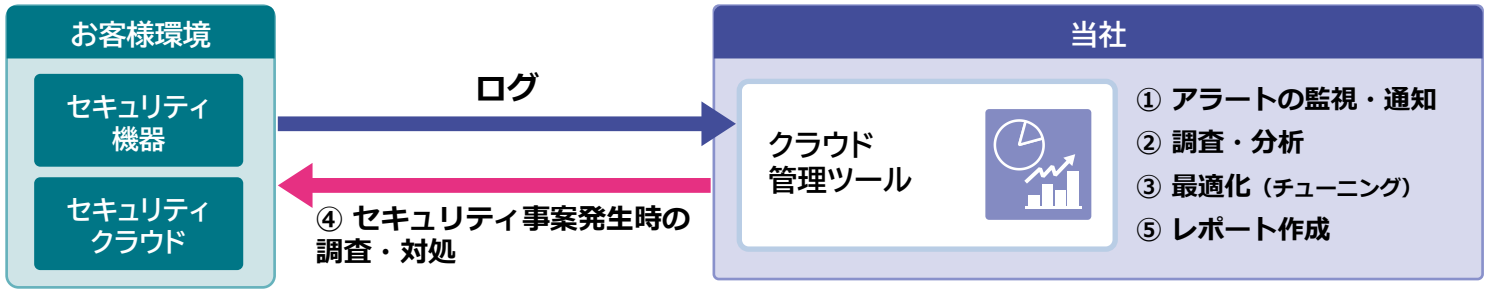 お客様環境
セキュリティ
機器
セキュリティ
クラウド
ログ
④ セキュリティ事案発生時の
調査・対処
当社
クラウド
管理ツール
① アラートの監視・通知
② 調査・分析
③ 最適化（チューニング）
⑤ レポート作成